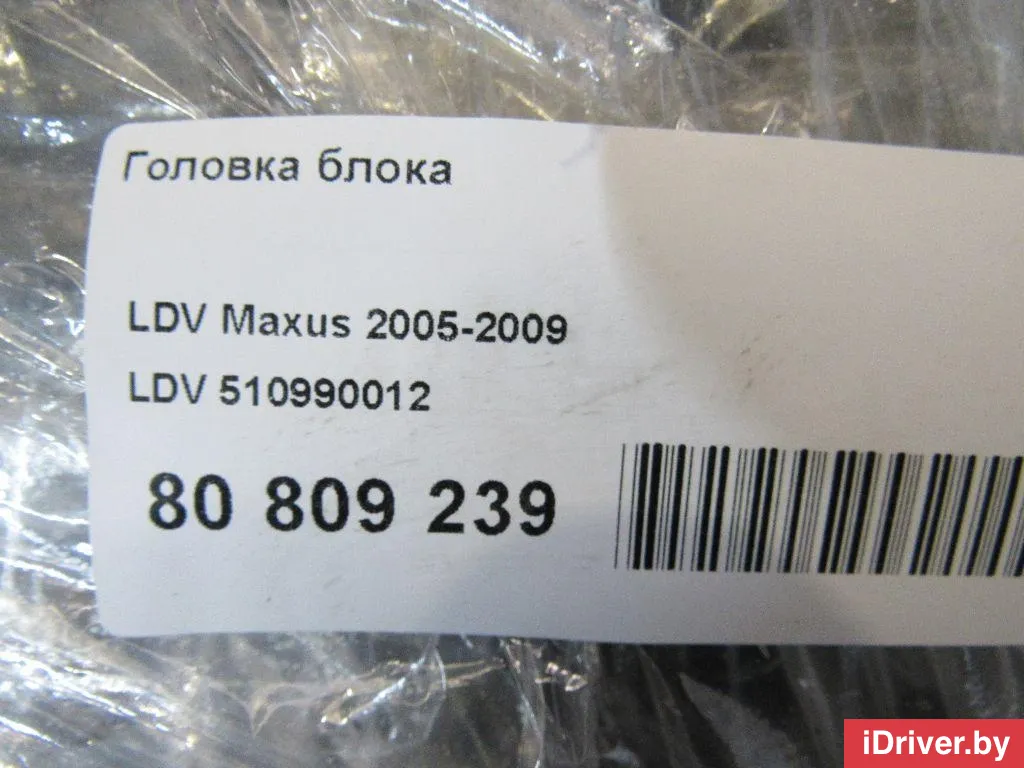 Головка блока
LDV Maxus 2005-2009
LDV 510990012
80 809 239
iDriver.by